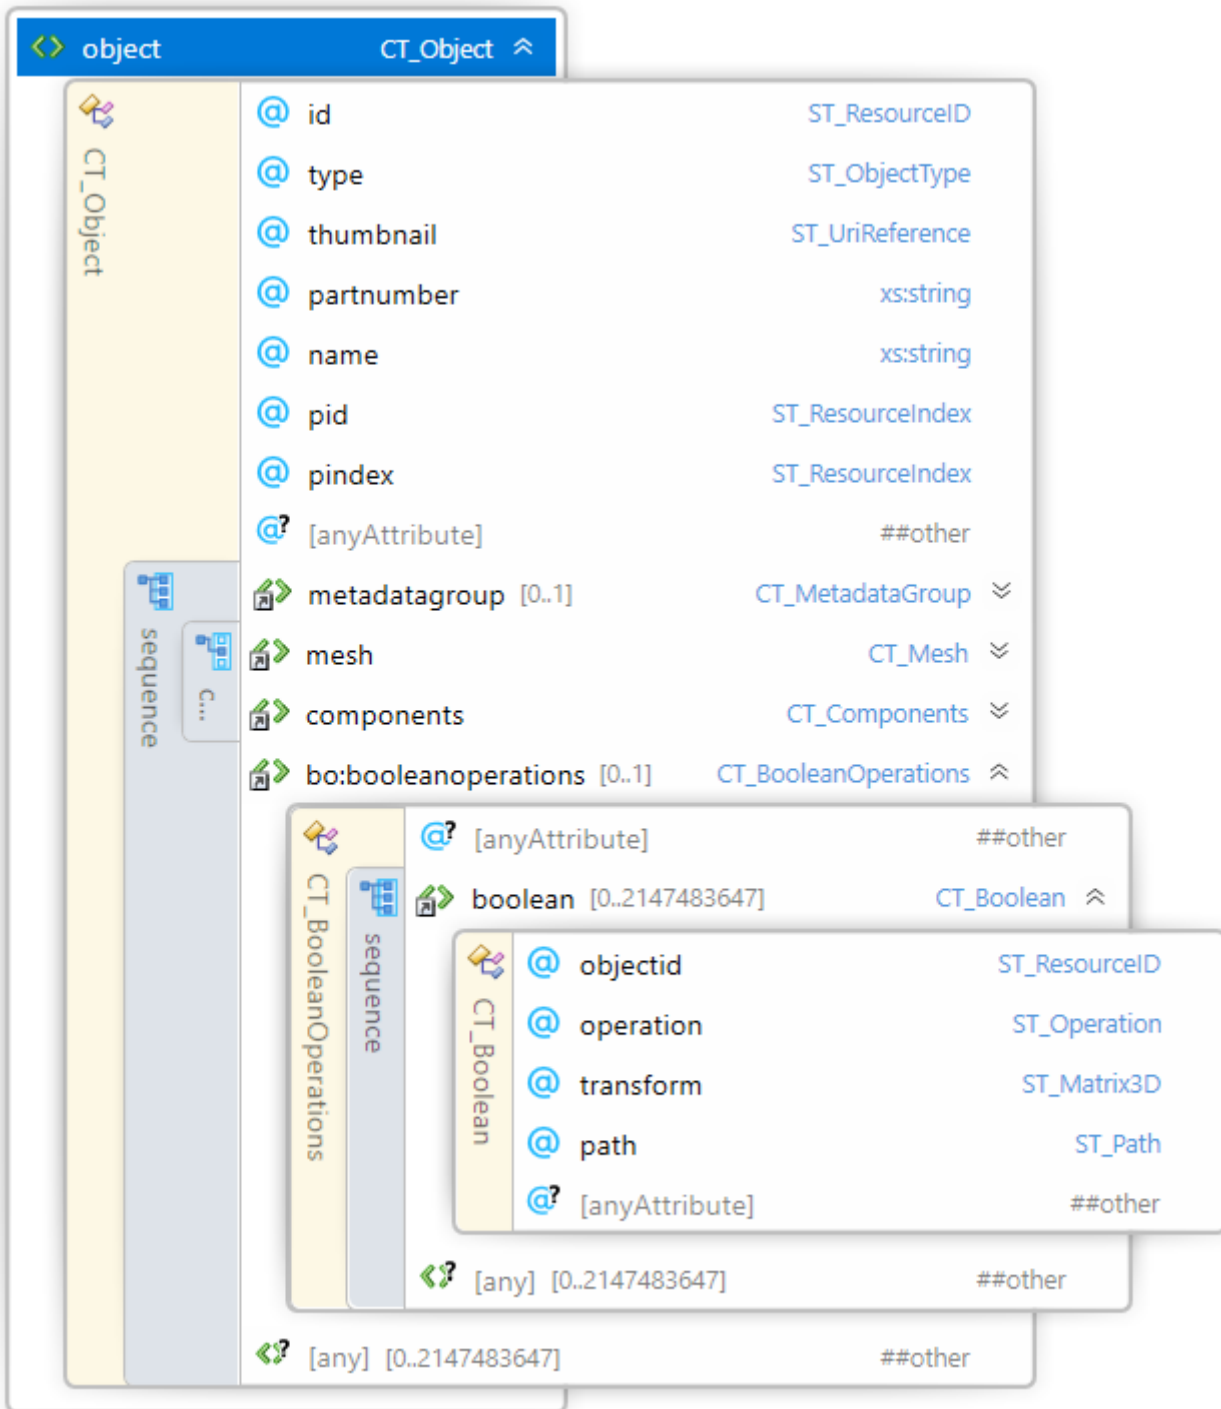 object CT_Object
CT_Object
id ST_ResourceID
type ST_ObjectType
thumbnail ST_UriReference
partnumber xs:string
name xs:string
pid ST_ResourceIndex
pindex ST_ResourceIndex
[anyAttribute] ##other
sequence
metadatagroup [0..1] CT_MetadataGroup
c...
mesh CT_Mesh
components CT_Components
bo:booleanoperations [0..1] CT_BooleanOperations
CT_BooleanOperations
[anyAttribute] ##other
sequence
boolean [0..2147483647] CT_Boolean
CT_Boolean
objectid ST_ResourceID
operation ST_Operation
transform ST_Matrix3D
path ST_Path
[anyAttribute] ##other
[any] [0..2147483647] ##other
[any] [0..2147483647] ##other